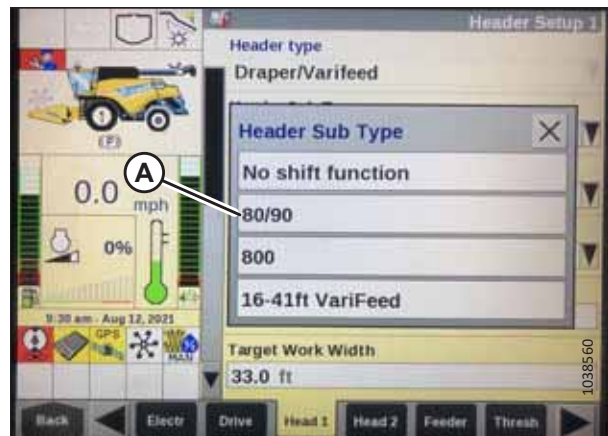 Header Setup 1
Header type
Draper/Varifeed
Header Sub Type
No shift function
80/90
800
16-41ft VariFeed
A
(F)
0.0 mph
0%
9:30 am - Aug 12, 2021
GPS
MAN
Target Work Width
33.0 ft
1038560
Back
Electr
Drive
Head 1
Head 2
Feeder
Thresh